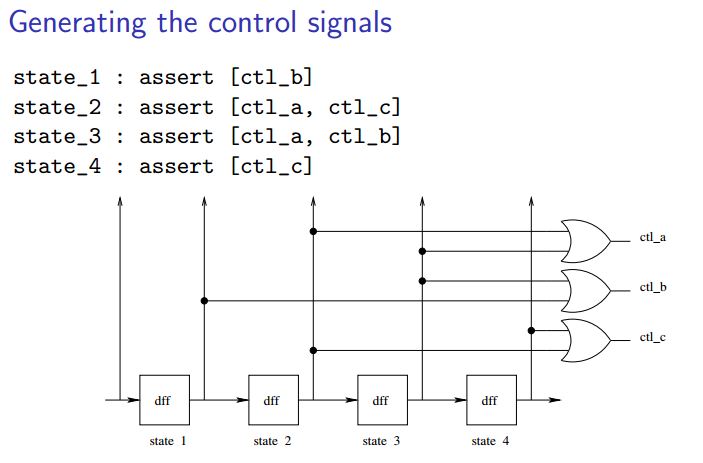 Generating the control signals
state_1 : assert [ctl_b]
state_2 : assert [ctl_a, ctl_c]
state_3 : assert [ctl_a, ctl_b]
state_4 : assert [ctl_c]
ctl_a
ctl_b
ctl_c
dff dff dff dff
state 1 state 2 state 3 state 4